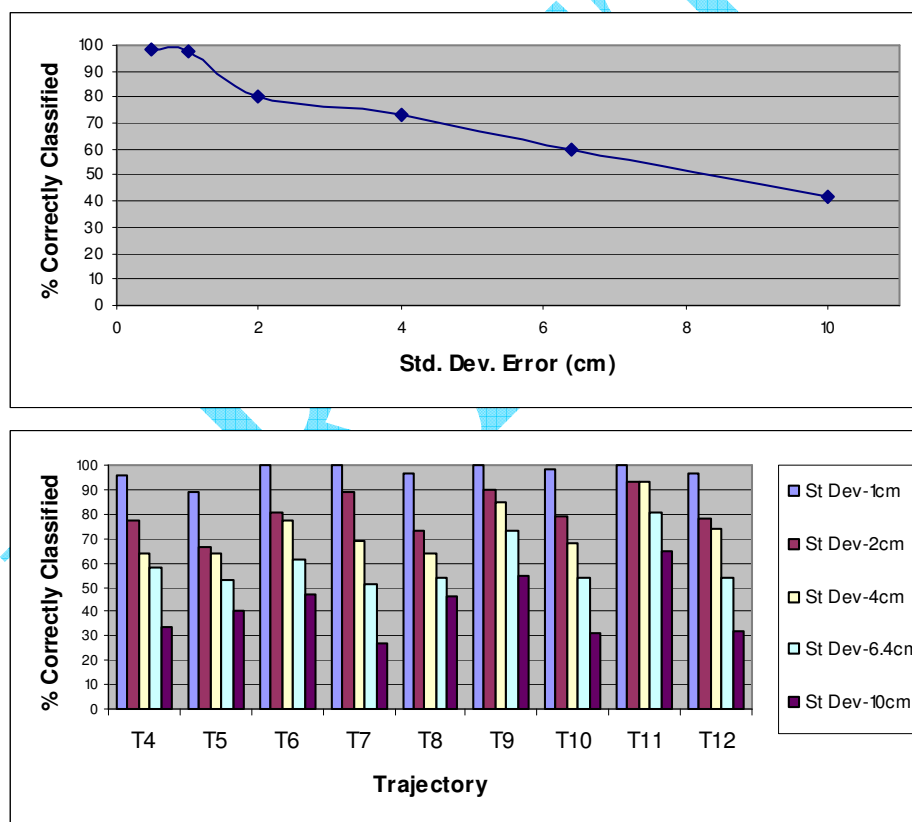 100
90
80
70
60
50
40
30
20
10
0
% Correctly Classified
0 2 4 6 8 10
Std. Dev. Error (cm)
100
90
80
70
60
50
40
30
20
10
0
% Correctly Classified
T4 T5 T6 T7 T8 T9 T10 T11 T12
Trajectory
St Dev-1cm
St Dev-2cm
St Dev-4cm
St Dev-6.4cm
St Dev-10cm